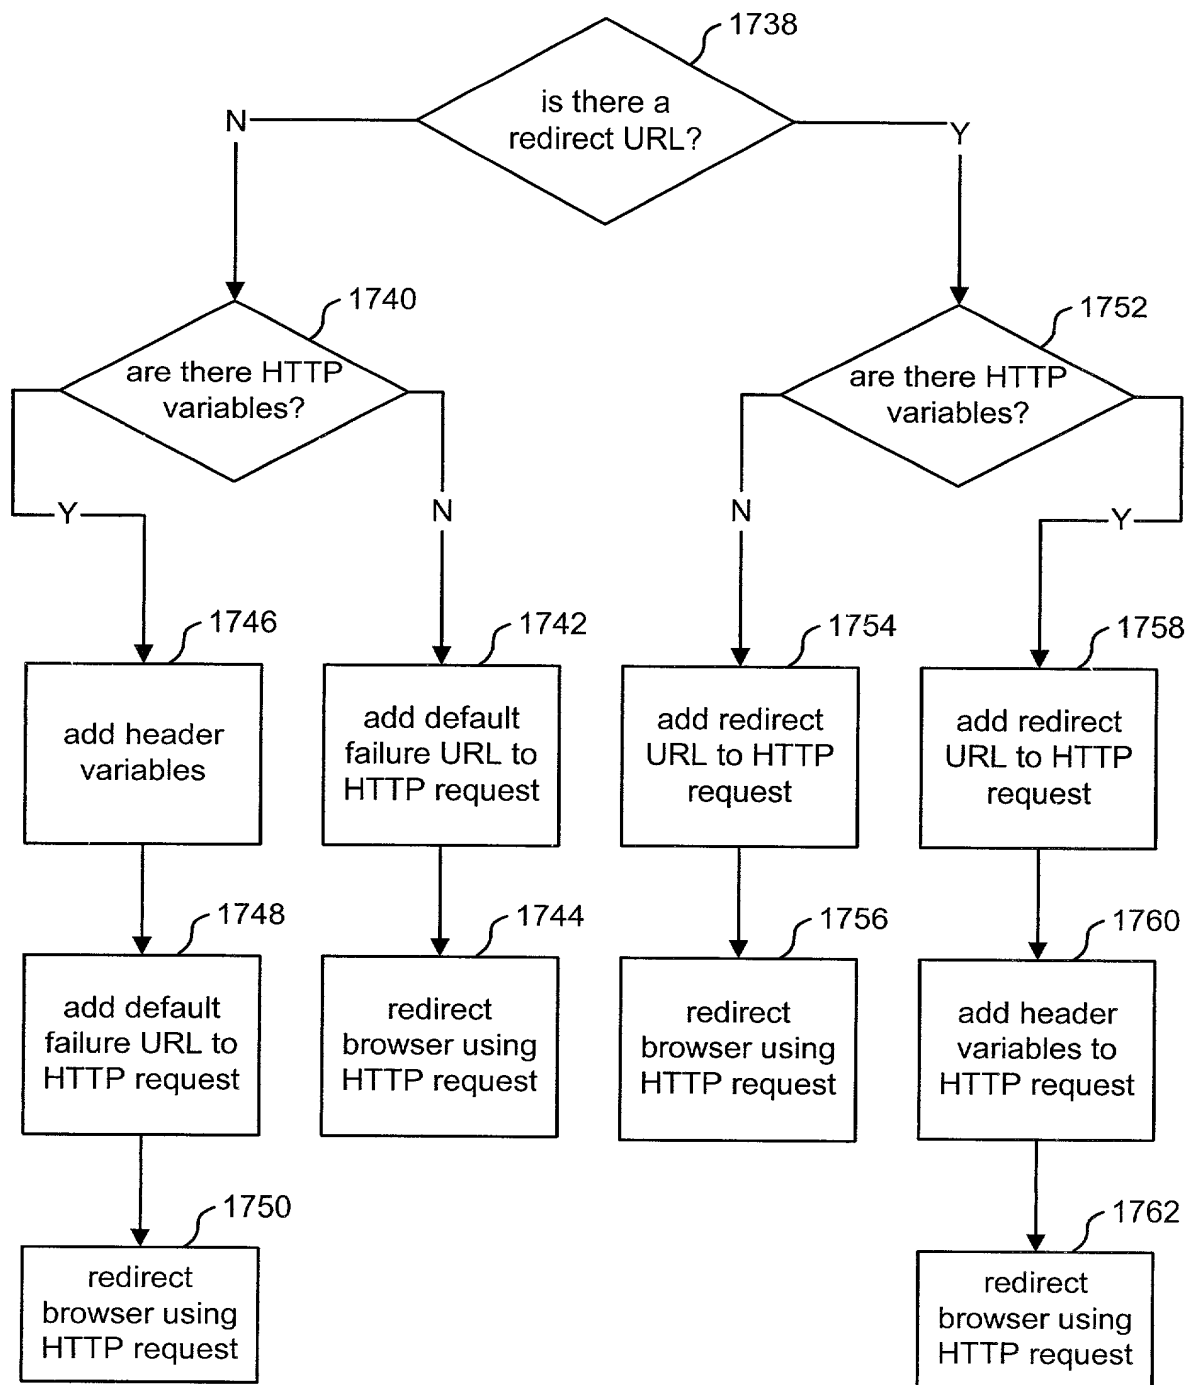 1738
is there a
redirect URL?
N
Y
1740
are there HTTP
variables?
1752
are there HTTP
variables?
Y
N
N
Y
1746
add header
variables
1742
add default
failure URL to
HTTP request
1754
add redirect
URL to HTTP
request
1758
add redirect
URL to HTTP
request
1748
add default
failure URL to
HTTP request
1744
redirect
browser using
HTTP request
1756
redirect
browser using
HTTP request
1760
add header
variables to
HTTP request
1750
redirect
browser using
HTTP request
1762
redirect
browser using
HTTP request